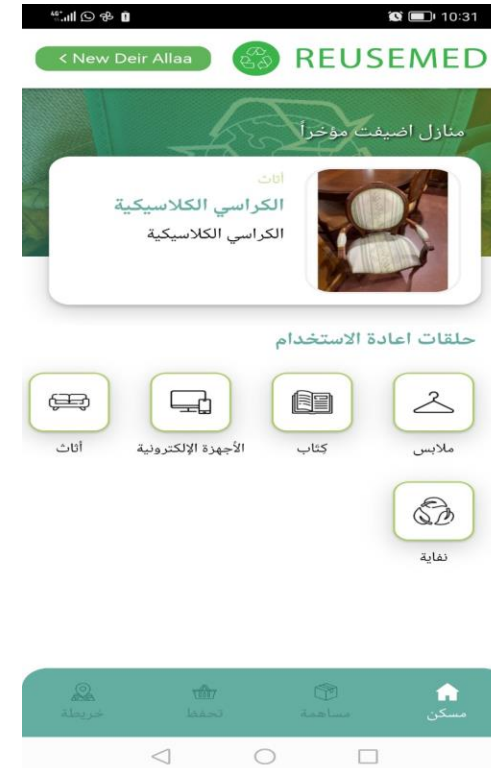 10:31
< New Deir Allaa
REUSEMED
منازل اضيفت مؤخراً
أثاث
الكراسي الكلاسيكية
الكراسي الكلاسيكية
حلقات اعادة الاستخدام
ملابس
كِتَاب
الأجهزة الإلكترونية
أثاث
نفاية
مسكن
مساهمة
تحفظ
خريطة